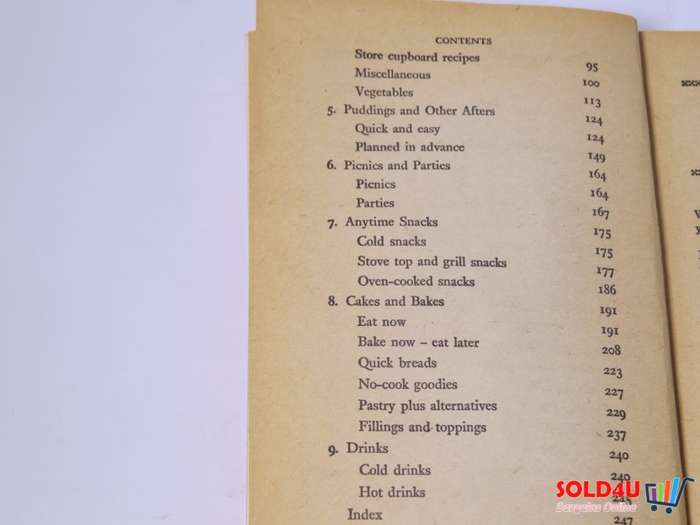 CONTENTS
Store cupboard recipes 95
Miscellaneous 100
Vegetables 113
5. Puddings and Other Afters 124
Quick and easy 124
Planned in advance 149
6. Picnics and Parties 164
Picnics 164
Parties 167
7. Anytime Snacks 175
Cold snacks 175
Stove top and grill snacks 177
Oven-cooked snacks 186
8. Cakes and Bakes 191
Eat now 191
Bake now – eat later 208
Quick breads 223
No-cook goodies 227
Pastry plus alternatives 229
Fillings and toppings 237
9. Drinks 240
Cold drinks 240
Hot drinks
Index 247
SOLD4U
Bargains Online